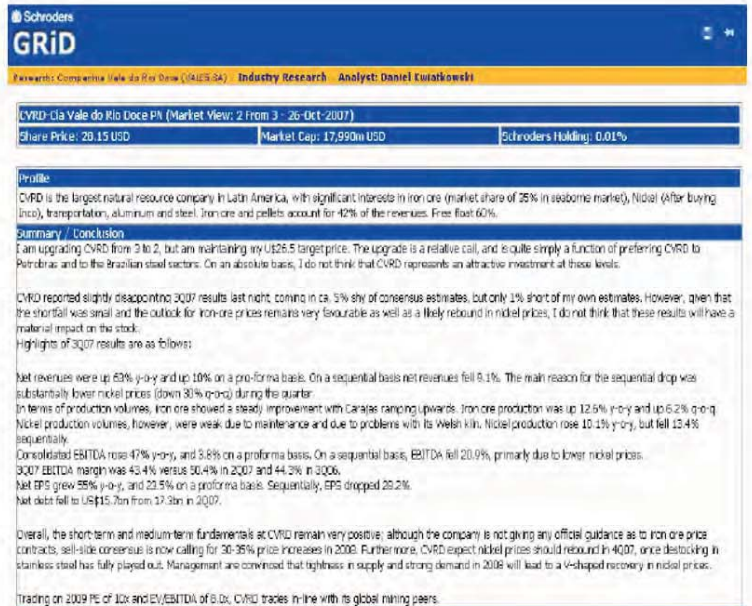 Schroders
GRiD
Research: Companhia Vale do Rio Doce (VALE5 SA) - Industry Research - Analyst: Daniel Kwiatkowski
CVRD-Cia Vale do Rio Doce PN (Market View: 2 From 3 - 26-Oct-2007)
Share Price: 28.15 USD Market Cap: 17,990m USD Schroders Holding: 0.01%
Profile
CVRD is the largest natural resource company in Latin America, with significant interests in iron ore (market share of 35% in seaborne market), Nickel (After buying
Inco), transportation, aluminum and steel. Iron ore and pellets account for 42% of the revenues. Free float 60%.
Summary / Conclusion
I am upgrading CVRD from 3 to 2, but am maintaining my U$26.5 target price. The upgrade is a relative call, and is quite simply a function of preferring CVRD to
Petrobras and to the Brazilian steel sectors. On an absolute basis, I do not think that CVRD represents an attractive investment at these levels.
CVRD reported slightly disappointing 3Q07 results last night, coming in ca. 5% shy of consensus estimates, but only 1% short of my own estimates. However, given that
the shortfall was small and the outlook for iron-ore prices remains very favourable as well as a likely rebound in nickel prices, I do not think that these results will have a
material impact on the stock.
Highlights of 3Q07 results are as follows:
Net revenues were up 63% y-o-y and up 10% on a pro-forma basis. On a sequential basis net revenues fell 9.1%. The main reason for the sequential drop was
substantially lower nickel prices (down 38% q-o-q) during the quarter.
In terms of production volumes, iron ore showed a steady improvement with Carajas ramping upwards. Iron ore production was up 12.6% y-o-y and up 6.2% q-o-q
Nickel production volumes, however, were weak due to maintenance and due to problems with its Welsh kiln. Nickel production rose 10.1% y-o-y, but fell 13.4%
sequentially.
Consolidated EBITDA rose 47% y-o-y, and 3.8% on a proforma basis. On a sequential basis, EBITDA fell 20.9%, primarily due to lower nickel prices.
3Q07 EBITDA margin was 43.4% versus 50.4% in 2Q07 and 44.3% in 3Q06.
Net EPS grew 55% y-o-y, and 23.5% on a proforma basis. Sequentially, EPS dropped 28.2%.
Net debt fell to US$15.7bn from 17.3bn in 2Q07.
Overall, the short-term and medium-term fundamentals at CVRD remain very positive; although the company is not giving any official guidance as to iron ore price
contracts, sell-side consensus is now calling for 30-35% price increases in 2008. Furthermore, CVRD expect nickel prices should rebound in 4Q07, once destocking in
stainless steel has fully played out. Management are convinced that tightness in supply and strong demand in 2008 will lead to a V-shaped recovery in nickel prices.
Trading on 2009 PE of 10x and EV/EBITDA of 6.0x, CVRD trades in-line with its global mining peers.